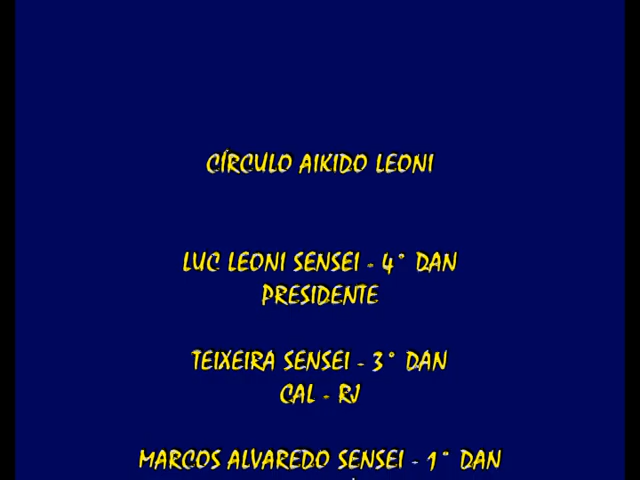 CÍRCULO AIKIDO LEONI
LUC LEONI SENSEI - 4° DAN
PRESIDENTE
TEIXEIRA SENSEI - 3° DAN
CAL - RJ
MARCOS ALVAREDO SENSEI - 1° DAN